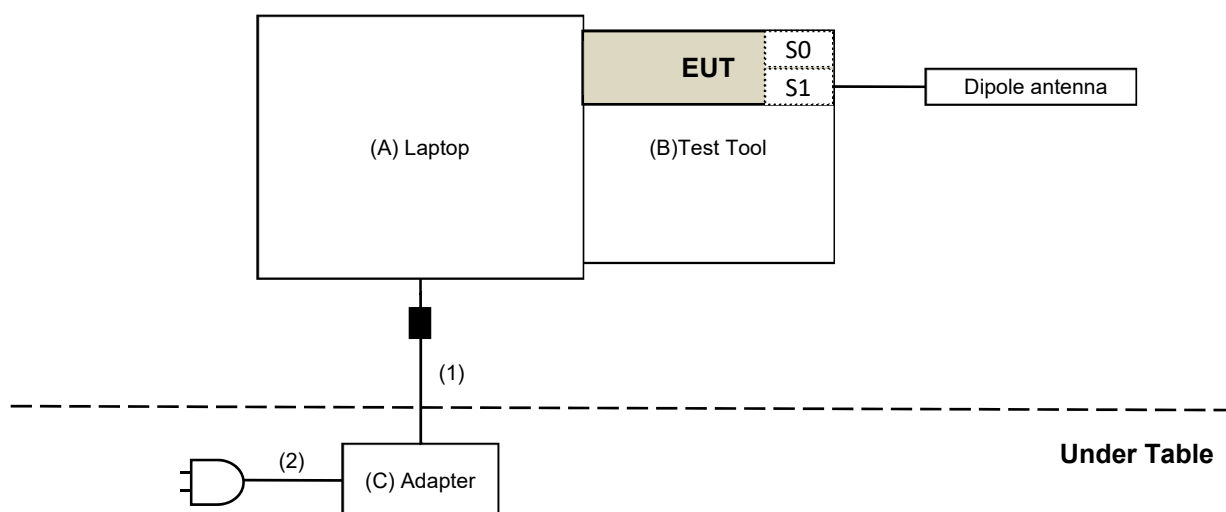 S0
EUT
S1
Dipole antenna
(A) Laptop
(B)Test Tool
(1)
Under Table
(2)
(C) Adapter